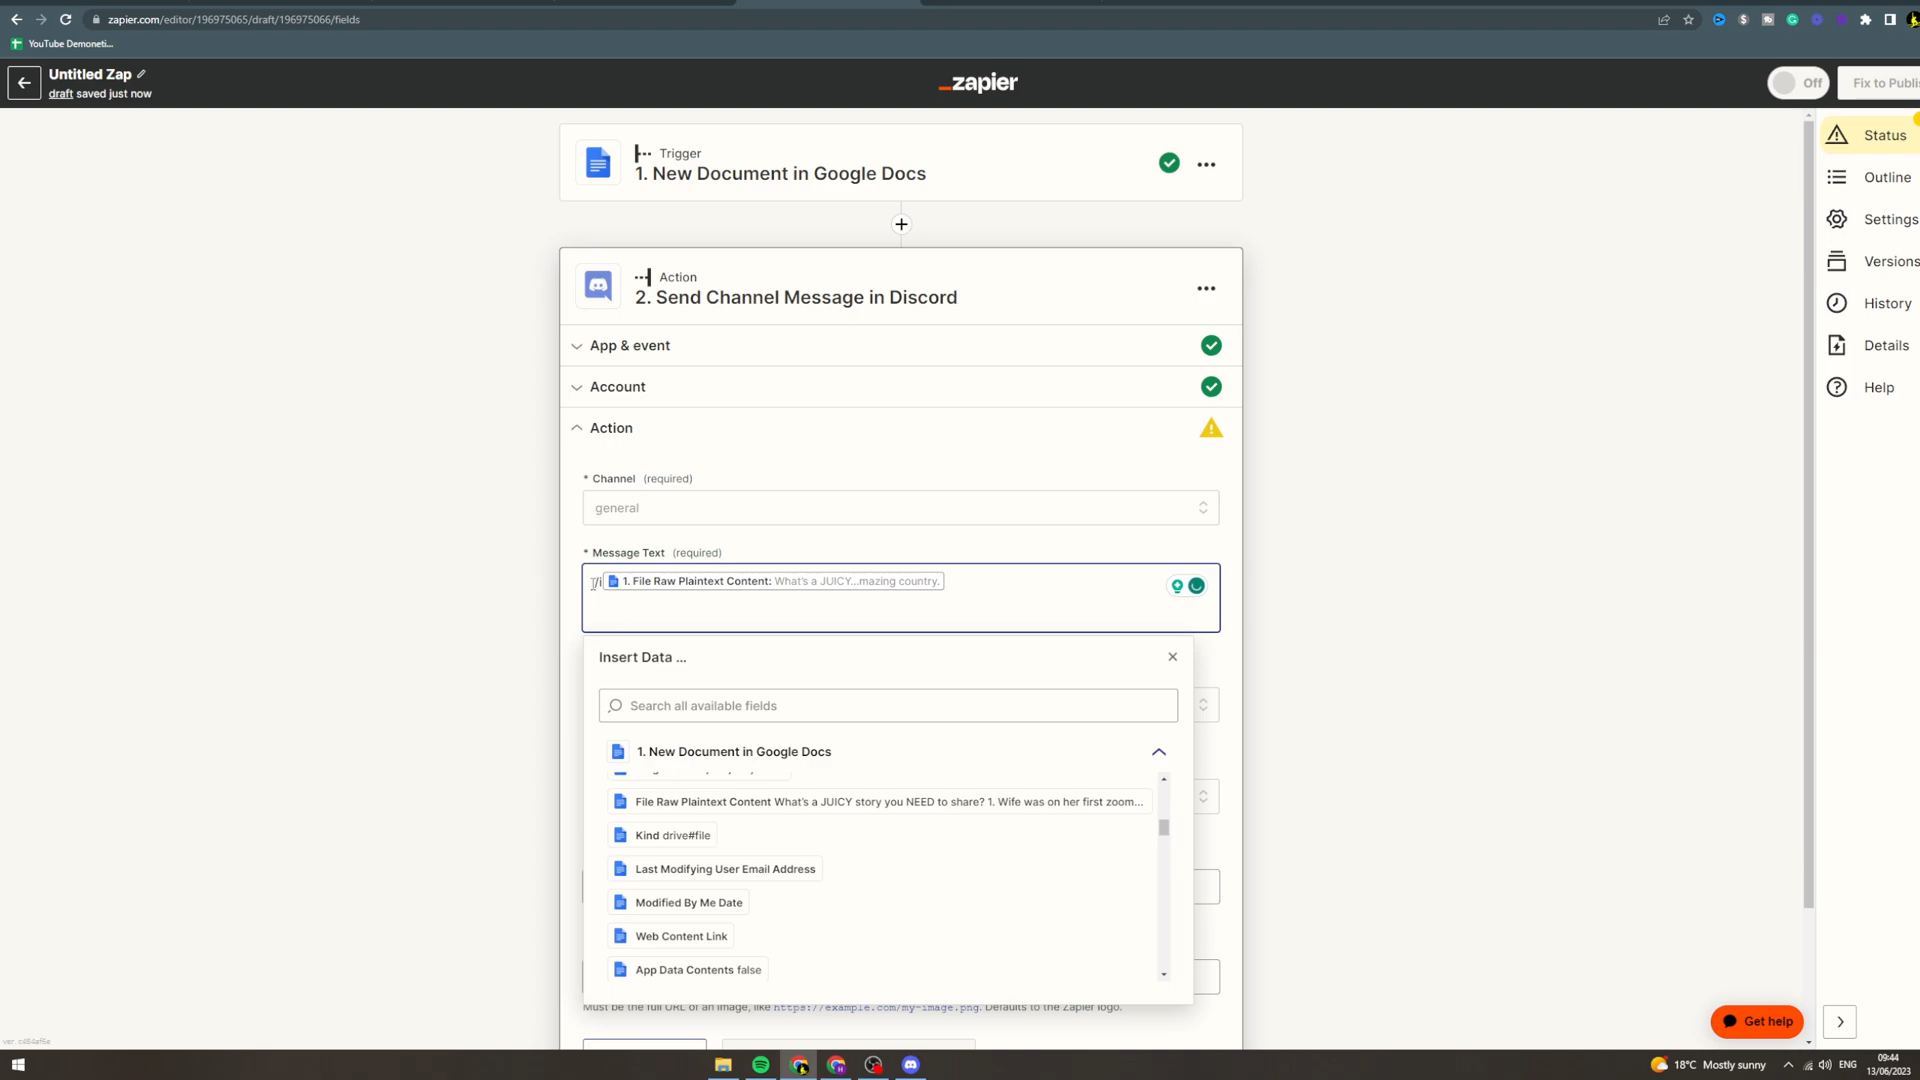 zapier.com/editor/196975065/draft/196975066/fields
YouTube Demoneti...
Untitled Zap
draft saved just now
zapier
Off
Fix to Publi
Trigger
1. New Document in Google Docs
Status
Outline
Settings
Versions
History
Details
Help
Action
2. Send Channel Message in Discord
App & event
Account
Action
* Channel (required)
general
* Message Text (required)
/i 1. File Raw Plaintext Content: What's a JUICY...mazing country.
Insert Data ...
Search all available fields
1. New Document in Google Docs
File Raw Plaintext Content What's a JUICY story you NEED to share? 1. Wife was on her first zoom...
Kind drive#file
Last Modifying User Email Address
Modified By Me Date
Web Content Link
App Data Contents false
Must be the full URL of an image, like https://example.com/my-image.png. Defaults to the Zapier logo.
Get help
ver. c484ef5e
18°C Mostly sunny
ENG
09:44
13/06/2023